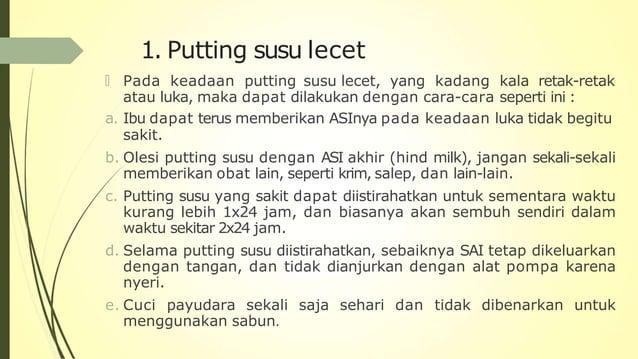 1. Putting susu lecet
Pada keadaan putting susu lecet, yang kadang kala retak-retak
atau luka, maka dapat dilakukan dengan cara-cara seperti ini :
a. Ibu dapat terus memberikan ASInya pada keadaan luka tidak begitu
sakit.
b. Olesi putting susu dengan ASI akhir (hind milk), jangan sekali-sekali
memberikan obat lain, seperti krim, salep, dan lain-lain.
c. Putting susu yang sakit dapat diistirahatkan untuk sementara waktu
kurang lebih 1x24 jam, dan biasanya akan sembuh sendiri dalam
waktu sekitar 2x24 jam.
d. Selama putting susu diistirahatkan, sebaiknya SAI tetap dikeluarkan
dengan tangan, dan tidak dianjurkan dengan alat pompa karena
nyeri.
e. Cuci payudara sekali saja sehari dan tidak dibenarkan untuk
menggunakan sabun.